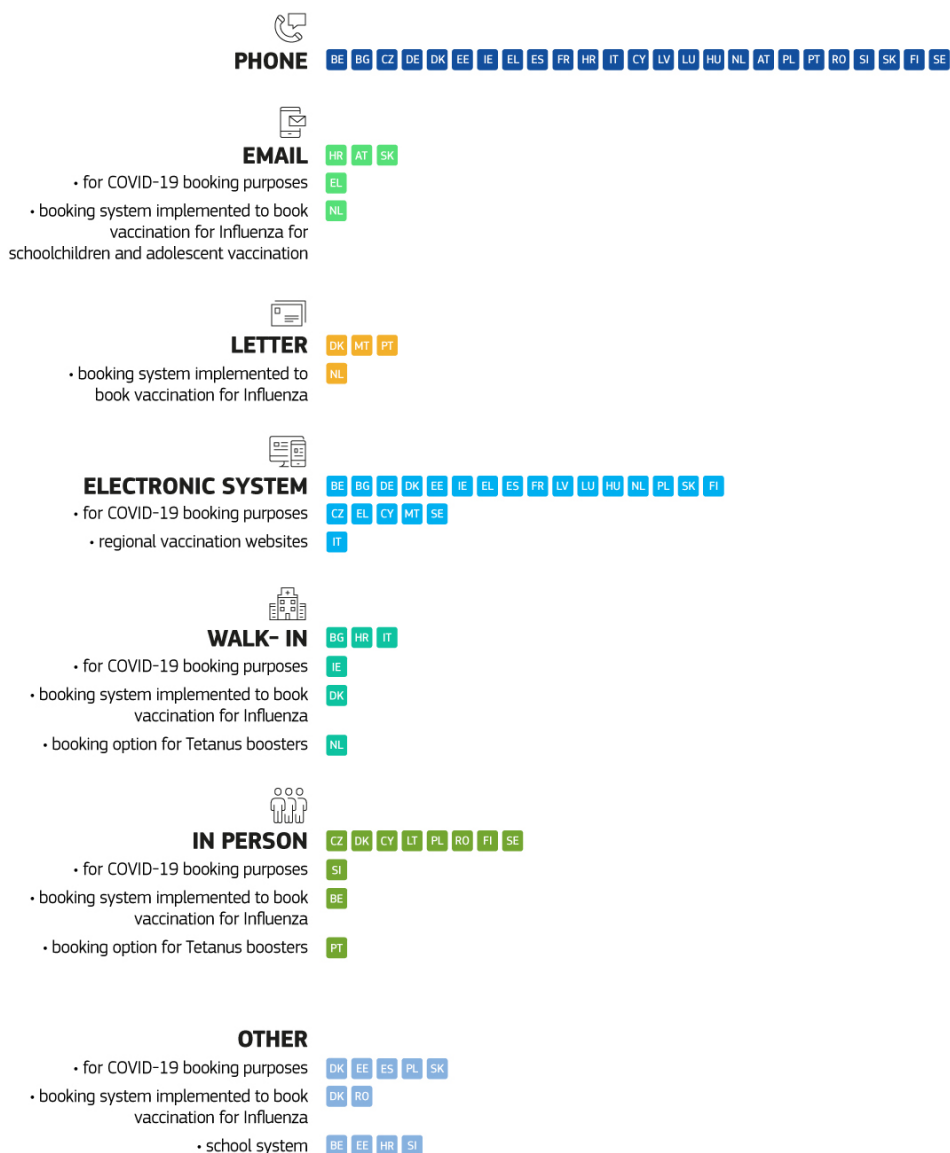 PHONE BE BG CZ DE DK EE IE EL ES FR HR IT CY LV LU HU NL AT PL PT RO SI SK FI SE
EMAIL HR AT SK
• for COVID-19 booking purposes EL
• booking system implemented to book NL
vaccination for Influenza for
schoolchildren and adolescent vaccination
LETTER DK MT PT
• booking system implemented to NL
book vaccination for Influenza
ELECTRONIC SYSTEM BE BG DE DK EE IE EL ES FR LV LU HU NL PL SK FI
• for COVID-19 booking purposes CZ EL CY MT SE
• regional vaccination websites IT
WALK- IN BG HR IT
• for COVID-19 booking purposes IE
• booking system implemented to book DK
vaccination for Influenza
• booking option for Tetanus boosters NL
IN PERSON CZ DK CY LT PL RO FI SE
• for COVID-19 booking purposes SI
• booking system implemented to book BE
vaccination for Influenza
• booking option for Tetanus boosters PT
OTHER
• for COVID-19 booking purposes DK EE ES PL SK
• booking system implemented to book DK RO
vaccination for Influenza
• school system BE EE HR SI